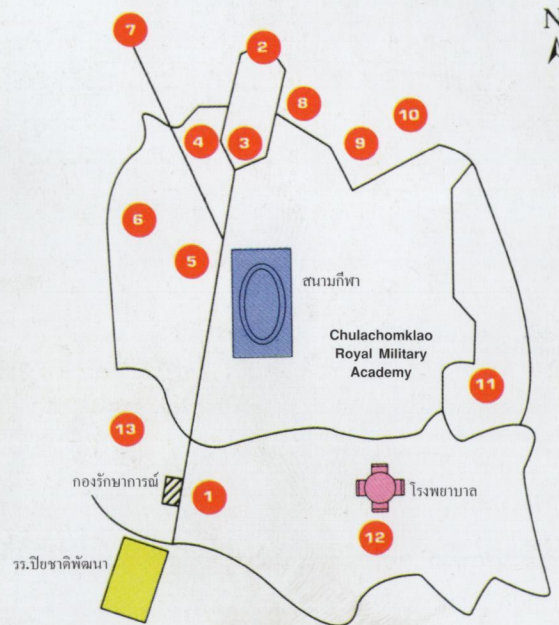 N
7
2
8
10
4
3
9
6
5
สนามกีฬา
Chulachomklao
Royal Military
Academy
11
13
กองรักษาการณ์
1
โรงพยาบาล
12
รร.ปิยชาติพัฒนา